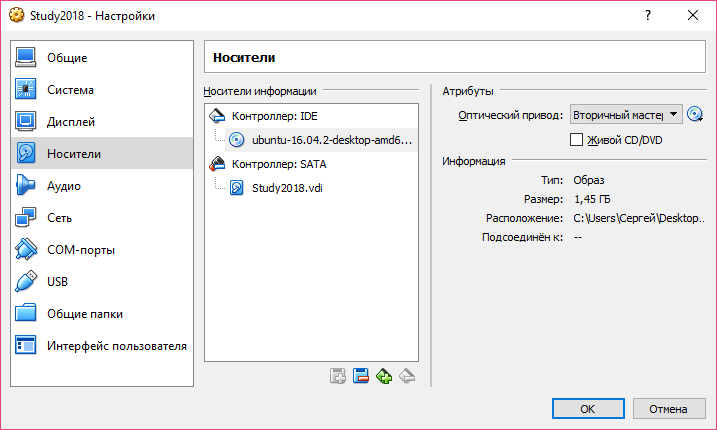 Study2018 - Настройки
?
Общие
Система
Дисплей
Носители
Аудио
Сеть
COM-порты
USB
Общие папки
Интерфейс пользователя
Носители
Носители информации
Контроллер: IDE
ubuntu-16.04.2-desktop-amd6...
Контроллер: SATA
Study2018.vdi
Атрибуты
Оптический привод: Вторичный мастер
Живой CD/DVD
Информация
Тип: Образ
Размер: 1,45 ГБ
Расположение: C:\Users\Сергей\Desktop...
Подсоединён к: --
OK
Отмена